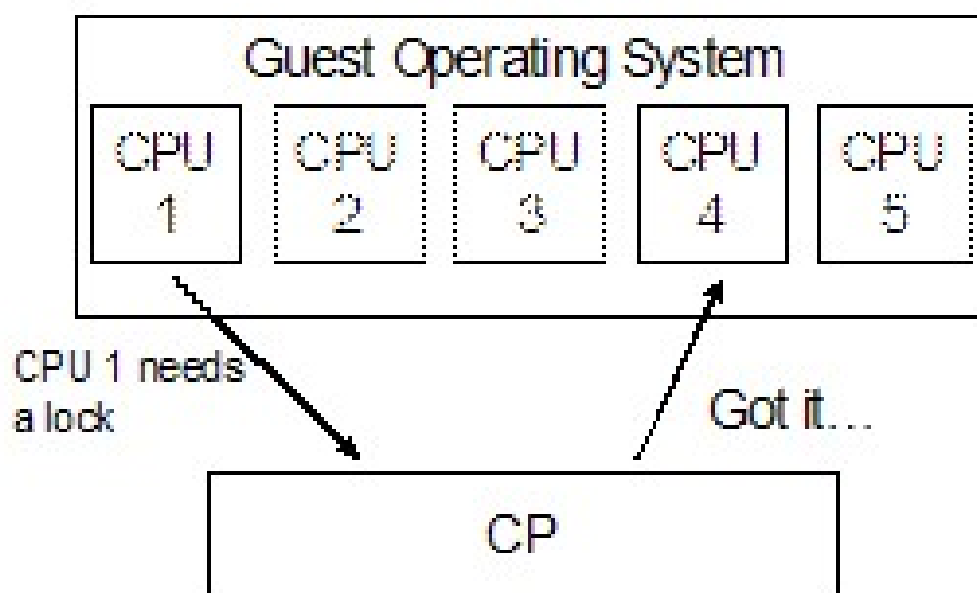 Guest Operating System
CPU
1
CPU
2
CPU
3
CPU
4
CPU
5
CPU 1 needs
a lock
Got it...
CP